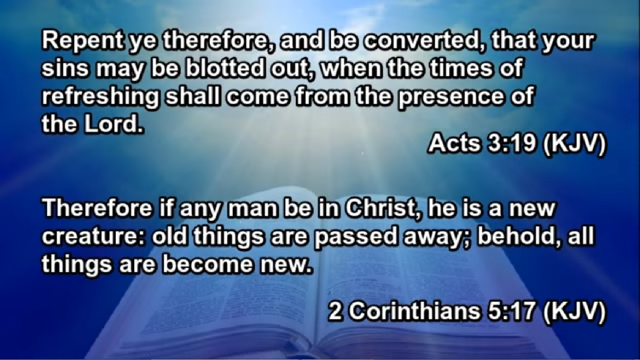 Repent ye therefore, and be converted, that your
sins may be blotted out, when the times of
refreshing shall come from the presence of
the Lord.
Acts 3:19 (KJV)
Therefore if any man be in Christ, he is a new
creature: old things are passed away; behold, all
things are become new.
2 Corinthians 5:17 (KJV)